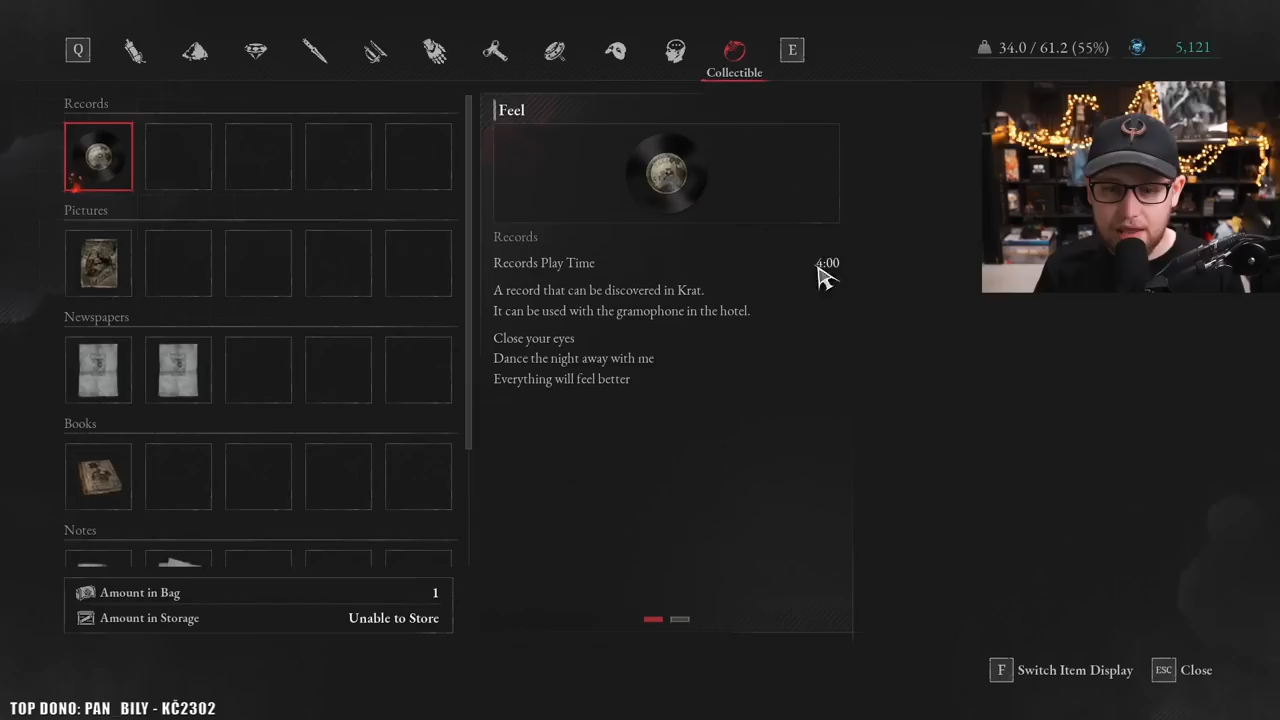 Q
E
Collectible
34.0 / 61.2 (55%)
5,121
Records
Pictures
Newspapers
Books
Notes
Amount in Bag 1
Amount in Storage Unable to Store
Feel
Records
Records Play Time 4:00
A record that can be discovered in Krat.
It can be used with the gramophone in the hotel.
Close your eyes
Dance the night away with me
Everything will feel better
F Switch Item Display
ESC Close
TOP DONO: PAN BILY - KČ2302